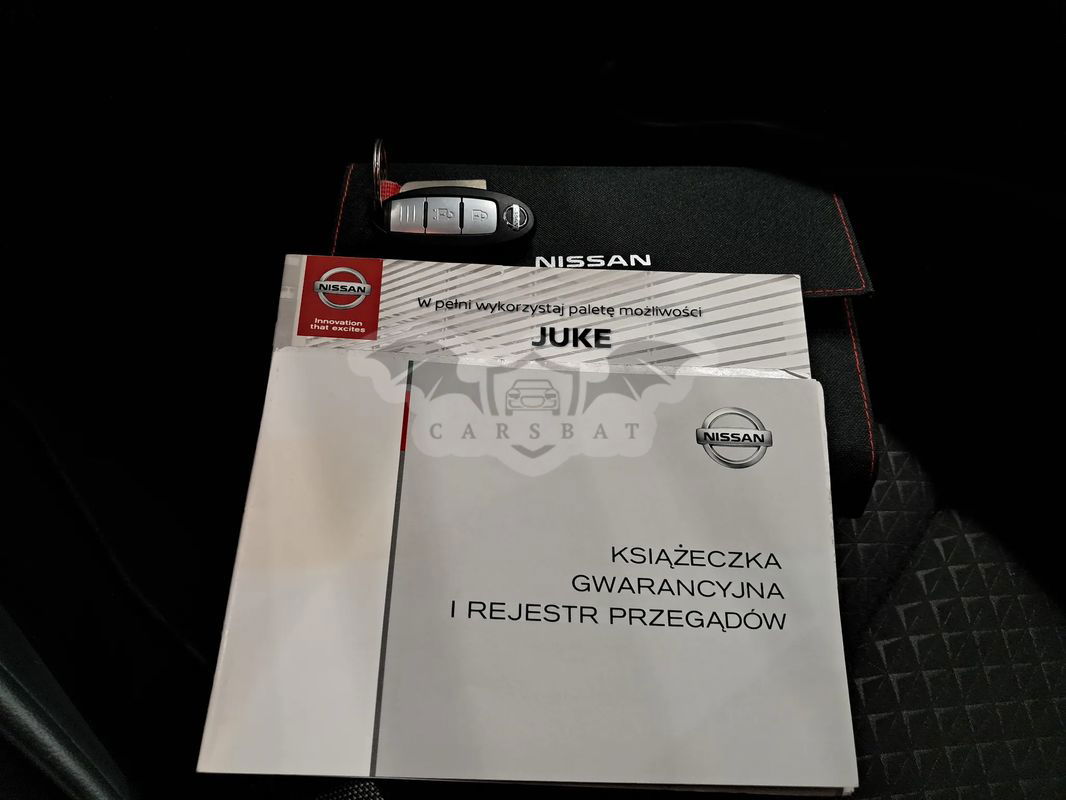 NISSAN
NISSAN
Innovation
that excites
W pełni wykorzystaj paletę możliwości
JUKE
CARSBAT
NISSAN
KSIĄŻECZKA
GWARANCYJNA
I REJESTR PRZEGĄDÓW